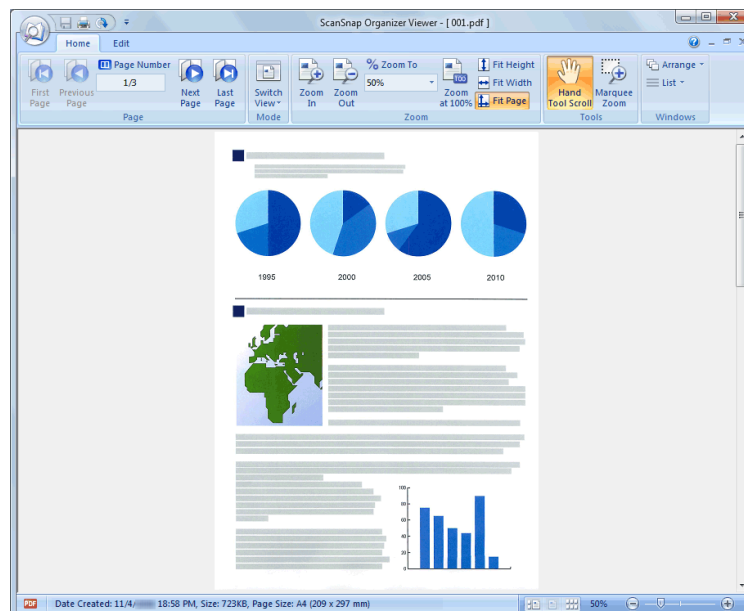 ScanSnap Organizer Viewer - [ 001.pdf ]
Home Edit
First Page
Previous Page
Page Number
1/3
Next Page
Last Page
Page
Switch View
Mode
Zoom In
Zoom Out
% Zoom To
50%
Zoom at 100%
Fit Height
Fit Width
Fit Page
Zoom
Hand Tool Scroll
Marquee Zoom
Tools
Arrange
List
Windows
1995 2000 2005 2010
100
80
60
40
20
0
PDF Date Created: 11/4/ 18:58 PM, Size: 723KB, Page Size: A4 (209 x 297 mm) 50%